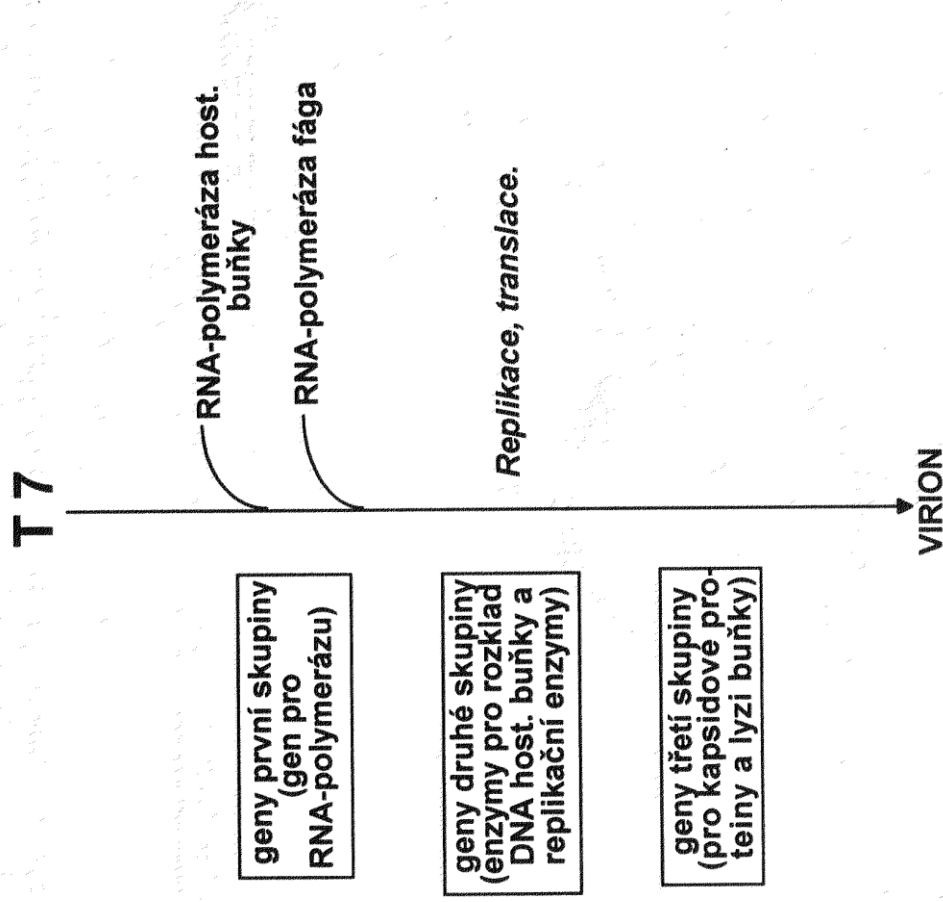 T 7
RNA-polymeráza host.
buňky
RNA-polymeráza fága
geny první skupiny
(gen pro
RNA-polymerázu)
geny druhé skupiny
(enzymy pro rozklad
DNA host. buňky a
replikační enzymy)
Replikace, translace.
geny třetí skupiny
(pro kapsidové pro-
teiny a lyzi buňky)
VIRION